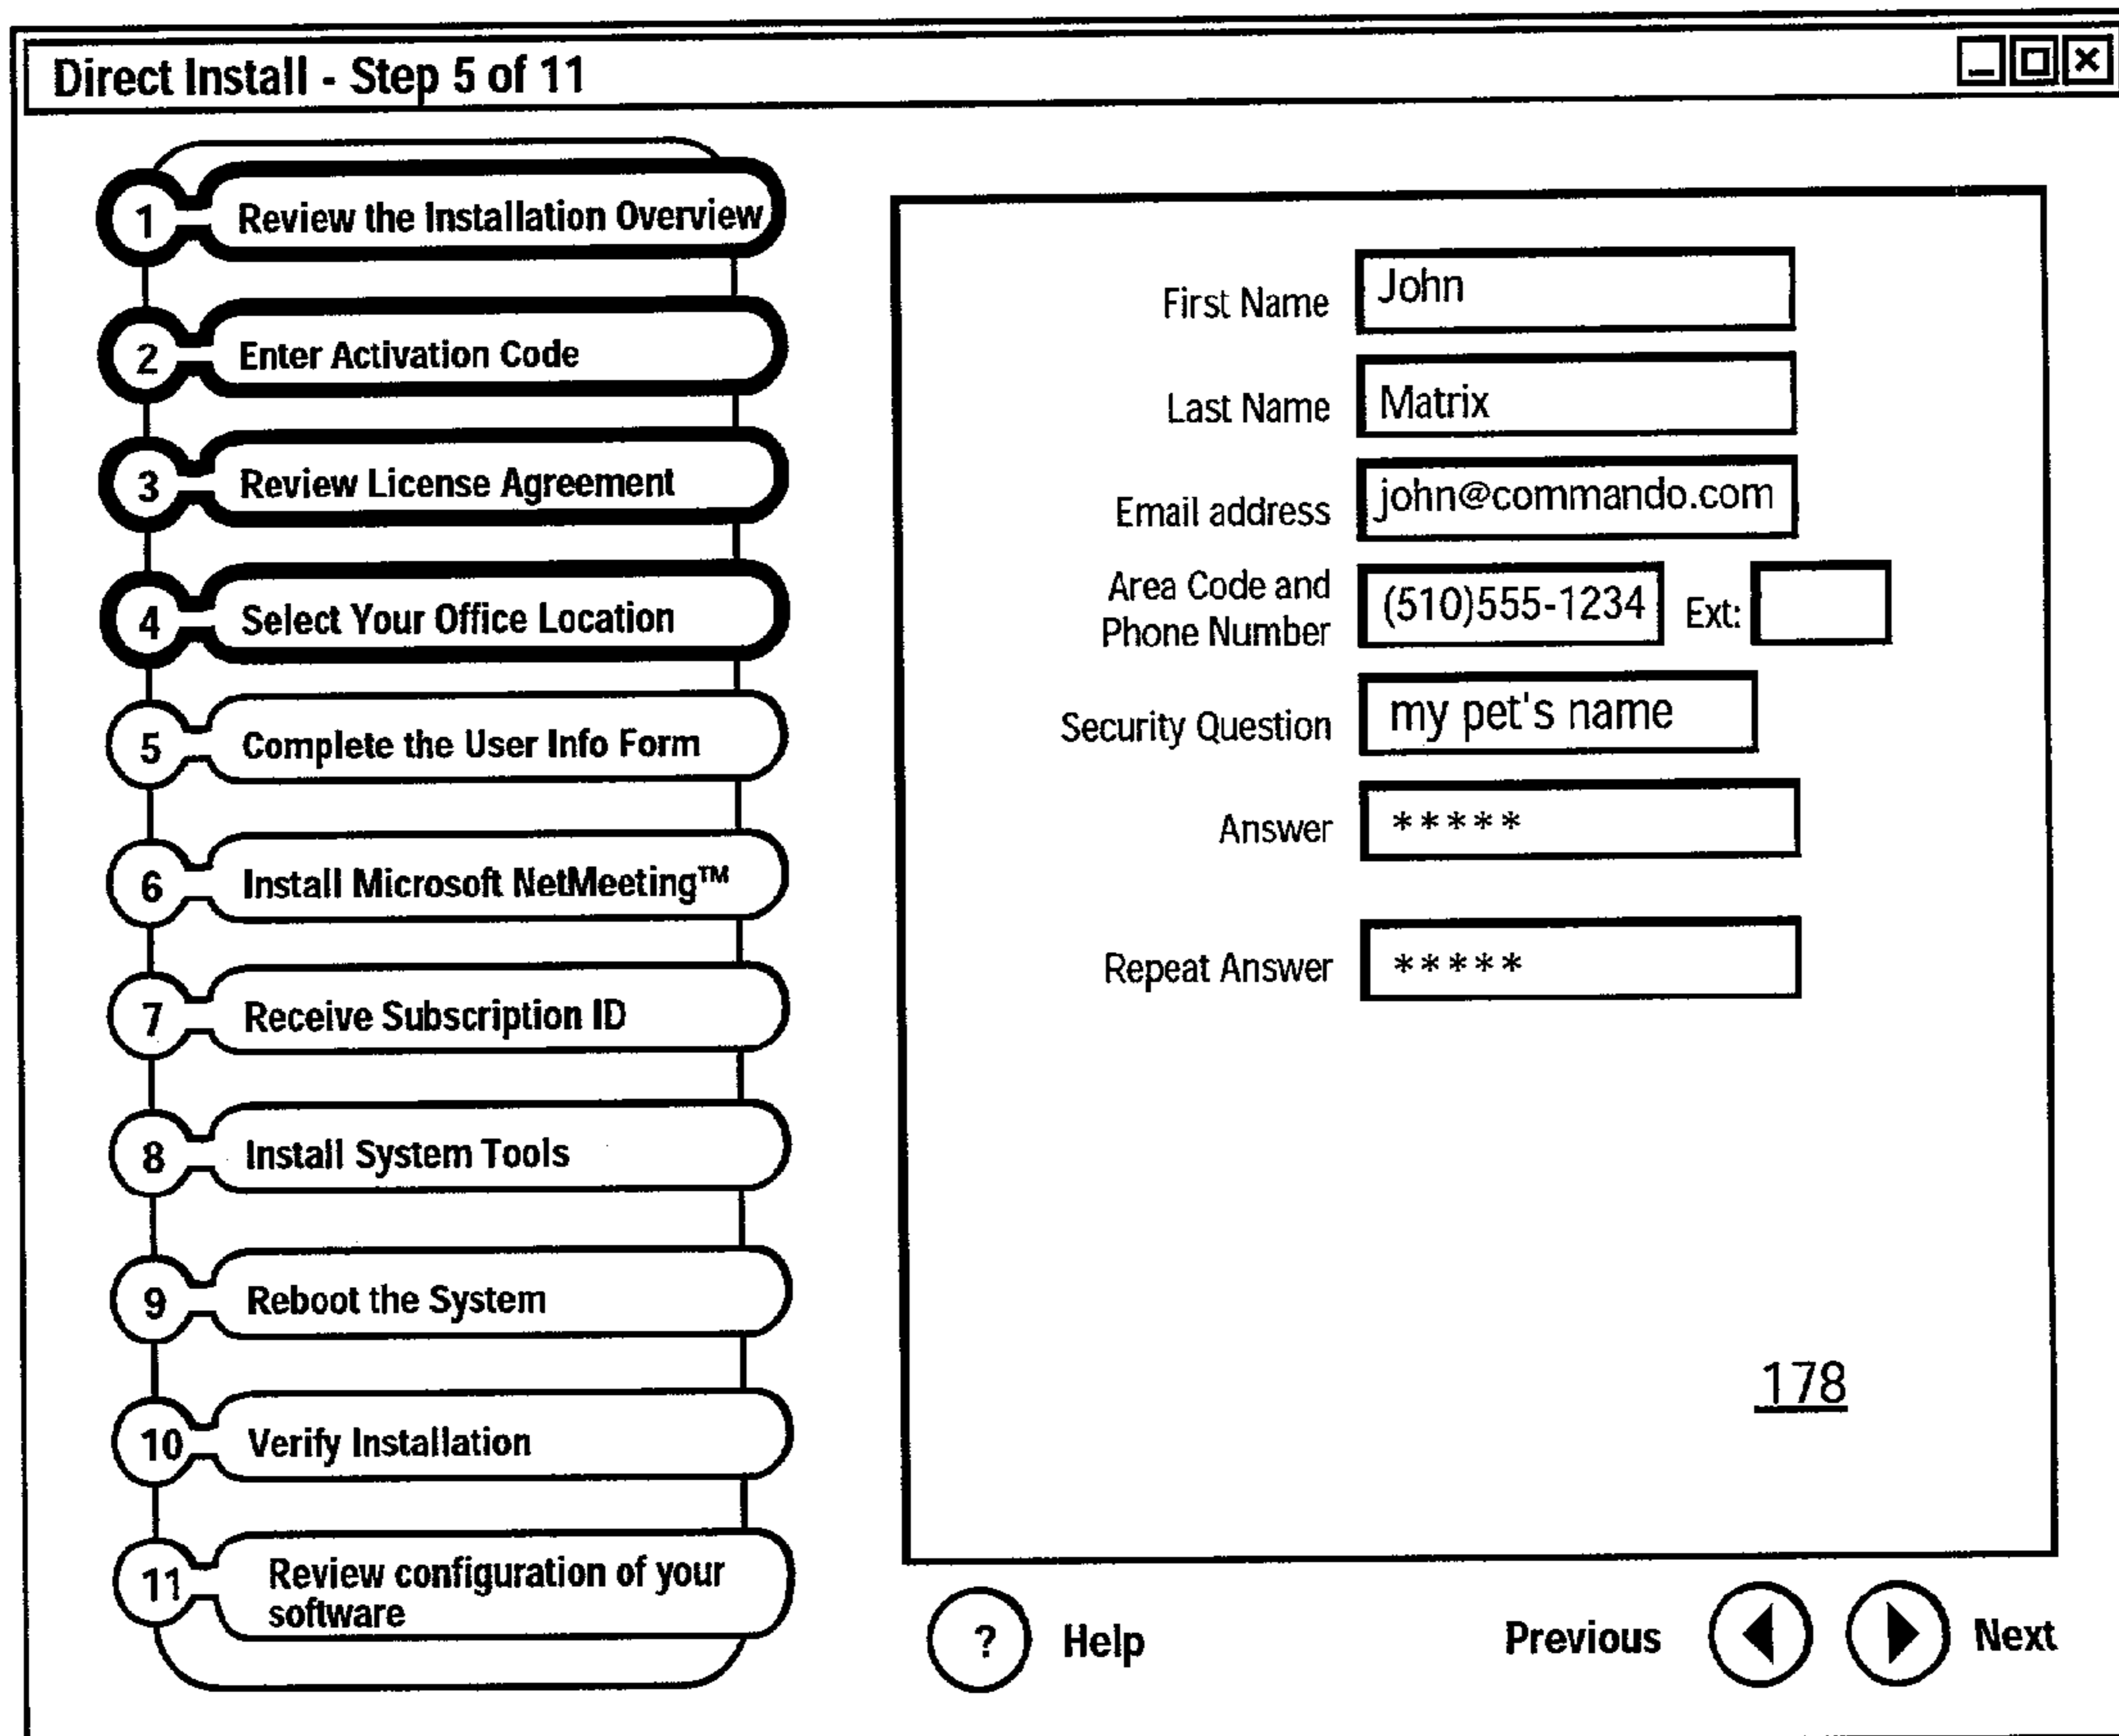 Direct Install - Step 5 of 11
1 Review the Installation Overview
2 Enter Activation Code
3 Review License Agreement
4 Select Your Office Location
5 Complete the User Info Form
6 Install Microsoft NetMeeting™
7 Receive Subscription ID
8 Install System Tools
9 Reboot the System
10 Verify Installation
11 Review configuration of your
software
First Name John
Last Name Matrix
Email address john@commando.com
Area Code and
Phone Number (510)555-1234 Ext:
Security Question my pet's name
Answer *****
Repeat Answer *****
178
? Help Previous Next